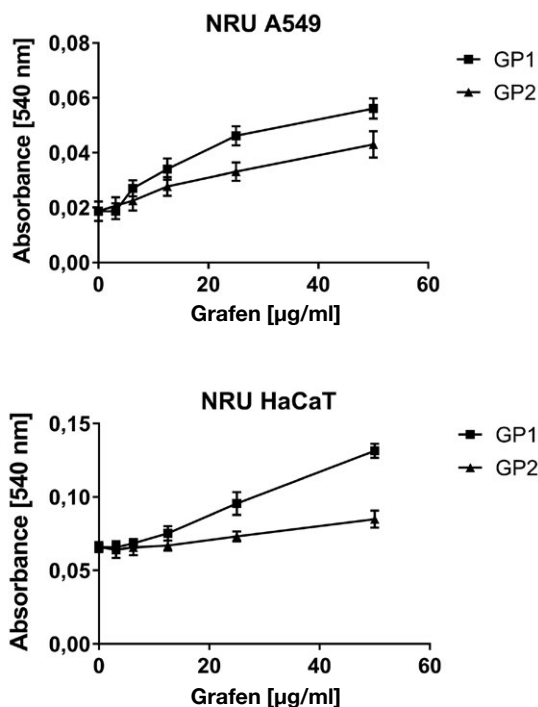 NRU A549
0,08
0,06
0,04
0,02
0,00
Absorbance [540 nm]
0 20 40 60
Grafen [µg/ml]
GP1
GP2
NRU HaCaT
0,15
0,10
0,05
0,00
Absorbance [540 nm]
0 20 40 60
Grafen [µg/ml]
GP1
GP2